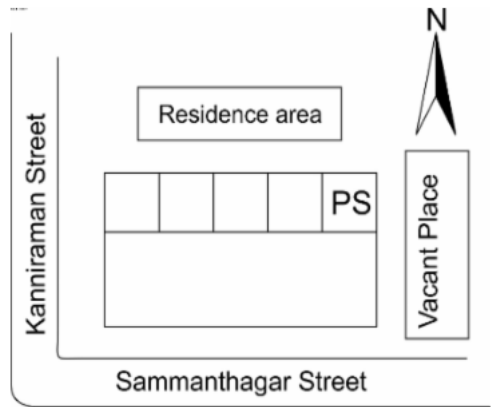 N
Residence area
Kanniraman Street
PS
Vacant Place
Sammanthagar Street